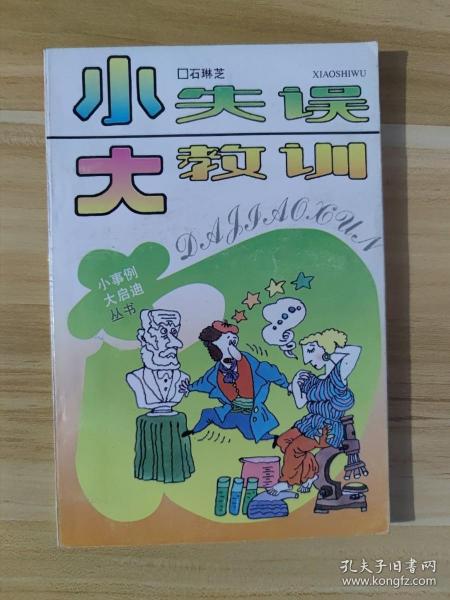 □石琳芝
XIAOSHIWU
小失误
大教训
DAJIAOXUN
小事例
大启迪
丛书
孔夫子旧书网
www.kongfz.com